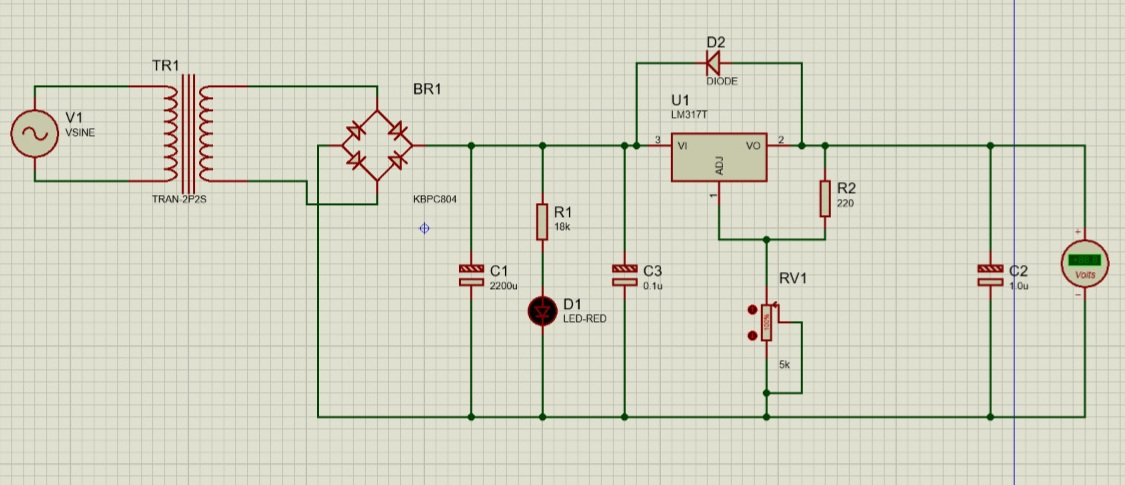 TR1
TRAN-2P2S
V1
VSINE
BR1
KBPC804
C1
2200u
R1
18k
D1
LED-RED
C3
0.1u
D2
DIODE
U1
LM317T
3
VI
VO
2
ADJ
1
R2
220
RV1
100%
5k
C2
1.0u
+
Volts